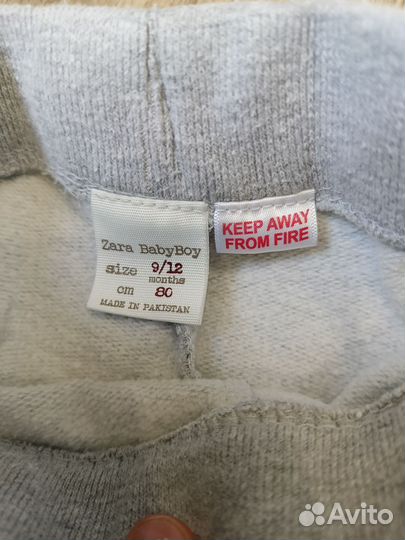 Zara BabyBoy
size 9/12
months
cm 80
MADE IN PAKISTAN
KEEP AWAY
FROM FIRE
Avito